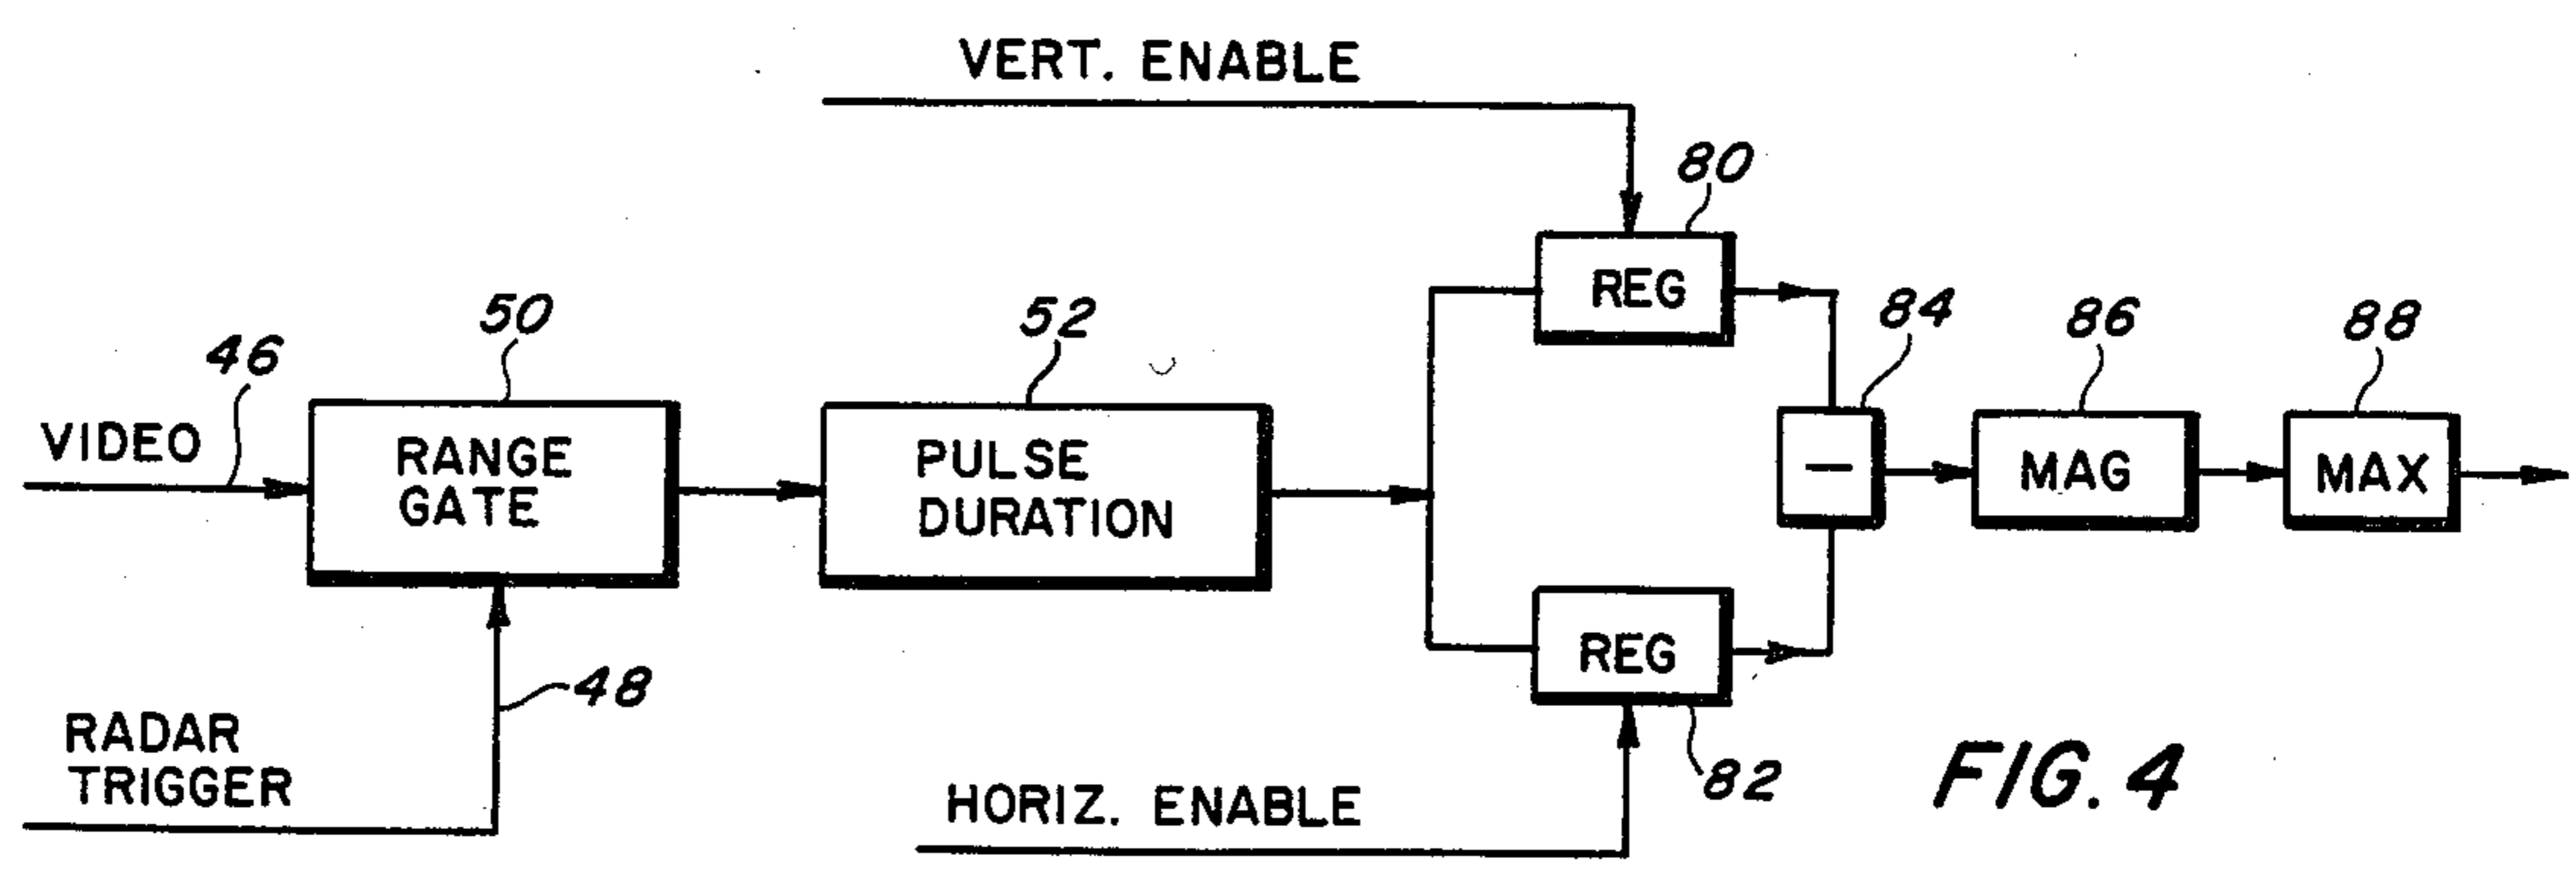 VERT. ENABLE
80
REG
50
52
84
86
88
46
VIDEO
RANGE
GATE
PULSE
DURATION
−
MAG
MAX
REG
48
RADAR
TRIGGER
82
HORIZ. ENABLE
FIG. 4